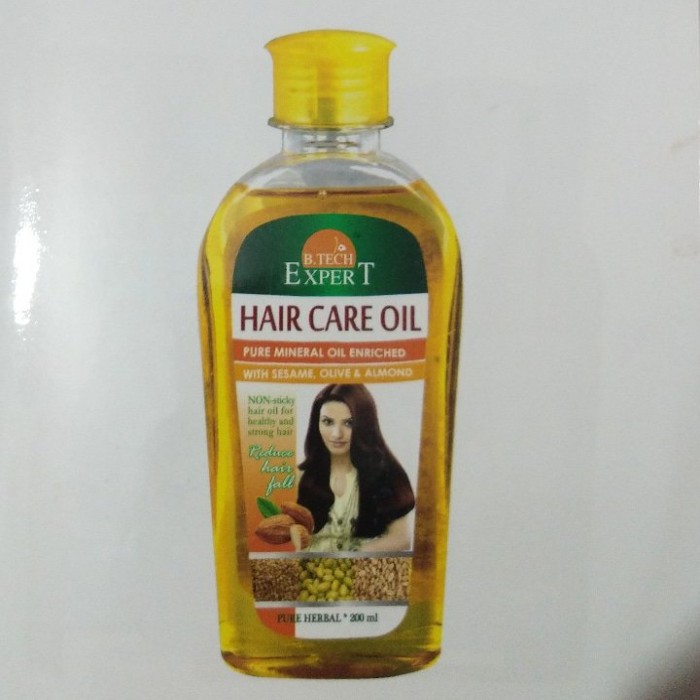 B.TECH
EXPERT
HAIR CARE OIL
PURE MINERAL OIL ENRICHED
WITH SESAME, OLIVE & ALMOND
NON-sticky
hair oil for
healthy and
strong hair
Reduce
hair
fall
PURE HERBAL * 200 ml